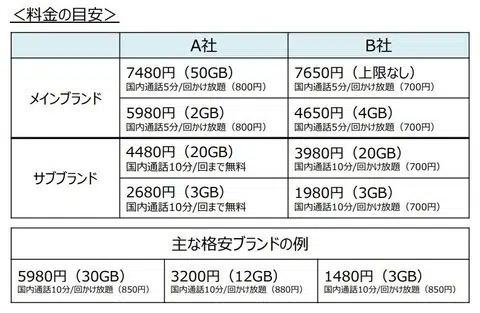 ＜料金の目安＞
A社 B社
メインブランド
7480円（50GB） 7650円（上限なし）
国内通話5分/回かけ放題（800円） 国内通話5分/回かけ放題（700円）
5980円（2GB） 4650円（4GB）
国内通話5分/回かけ放題（800円） 国内通話5分/回かけ放題（700円）
サブブランド
4480円（20GB） 3980円（20GB）
国内通話10分/回まで無料 国内通話10分/回かけ放題（700円）
2680円（3GB） 1980円（3GB）
国内通話10分/回まで無料 国内通話10分/回かけ放題（700円）
主な格安ブランドの例
5980円（30GB） 3200円（12GB） 1480円（3GB）
国内通話10分/回かけ放題（850円） 国内通話10分/回かけ放題（880円） 国内通話10分/回かけ放題（850円）